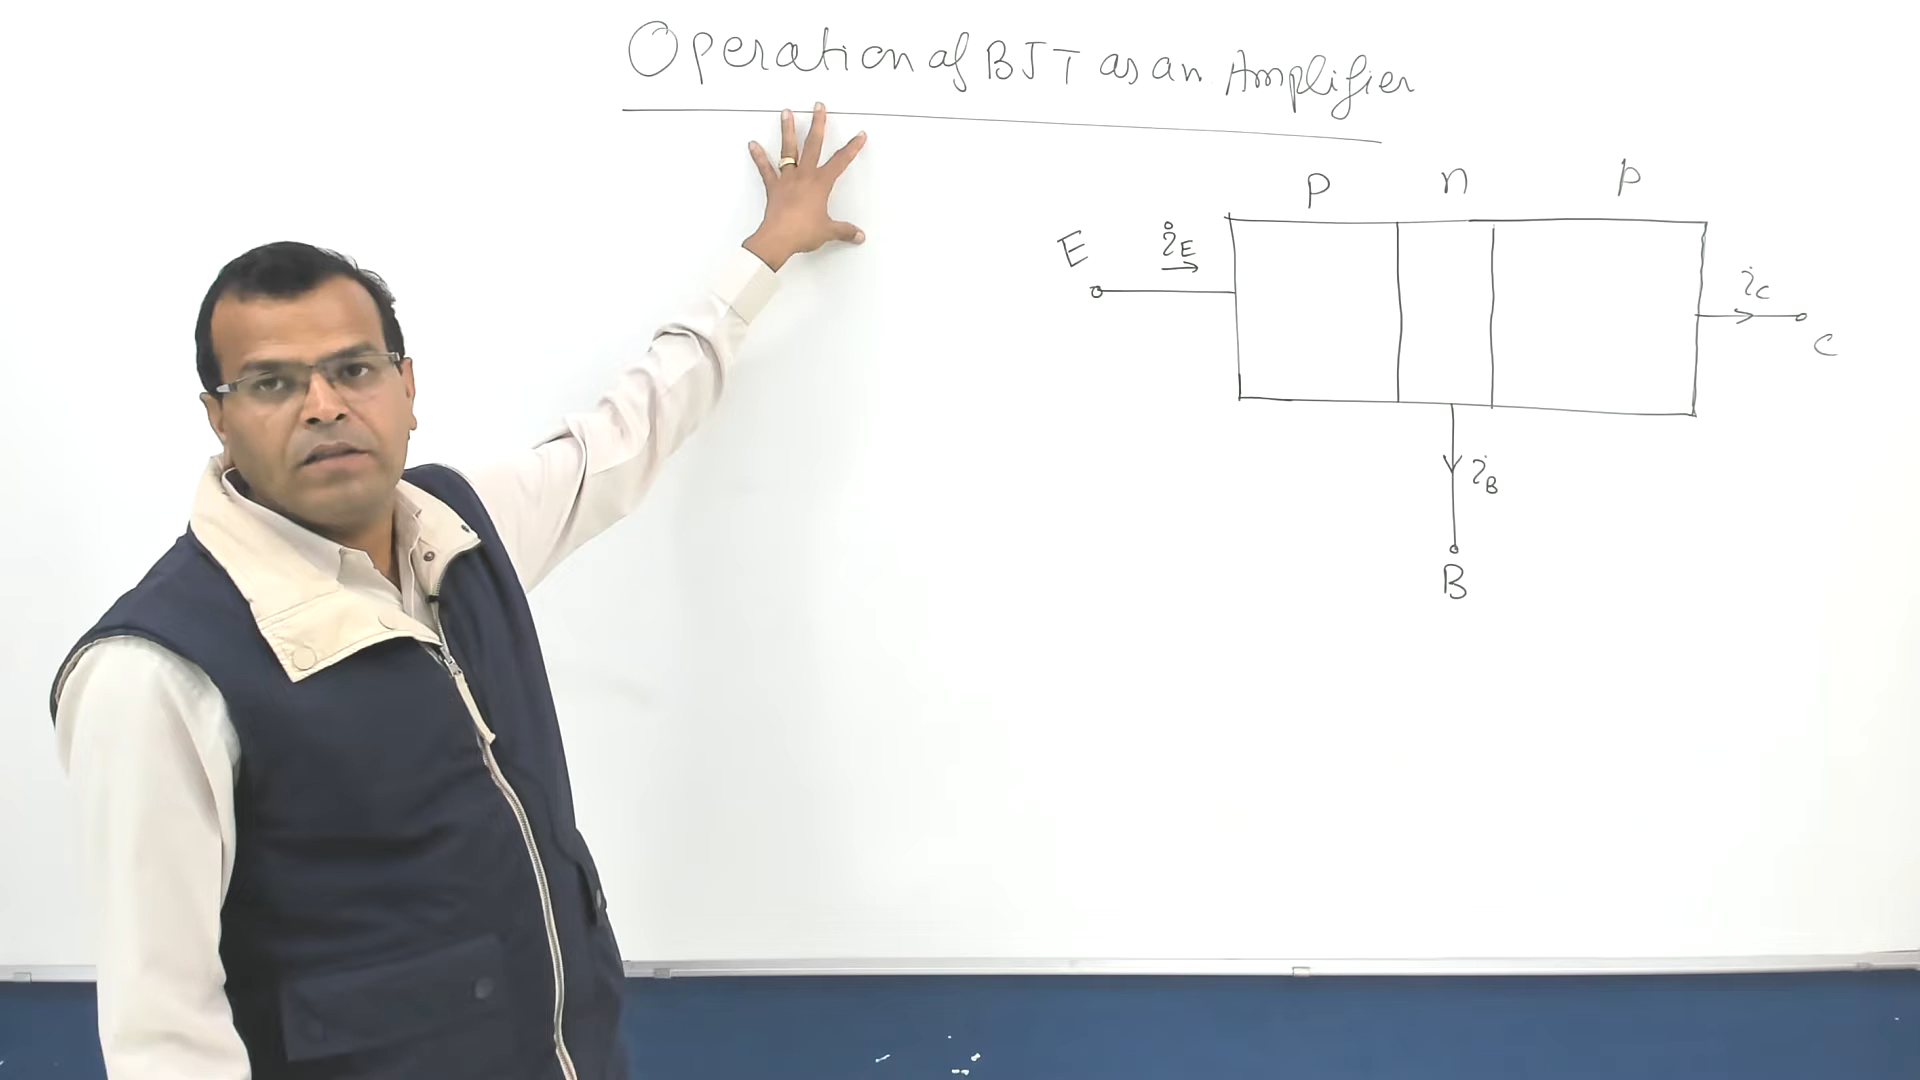 Operation of BJT as an Amplifier
p n p
E iE
iC
C
iB
B